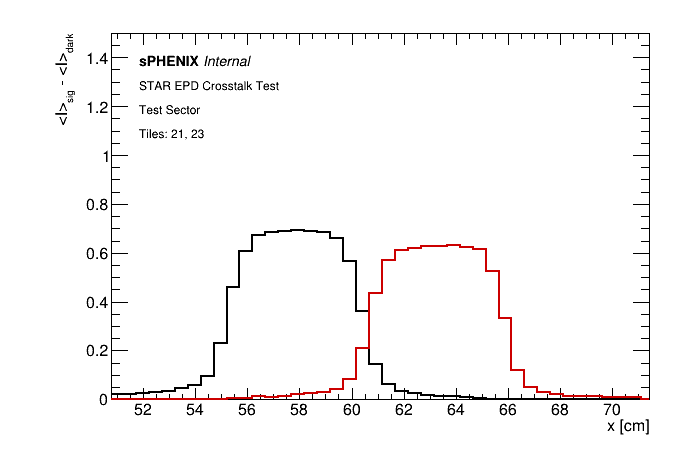 <I>sig - <I>dark
1.4
1.2
1
0.8
0.6
0.4
0.2
0
sPHENIX Internal
STAR EPD Crosstalk Test
Test Sector
Tiles: 21, 23
52 54 56 58 60 62 64 66 68 70
x [cm]